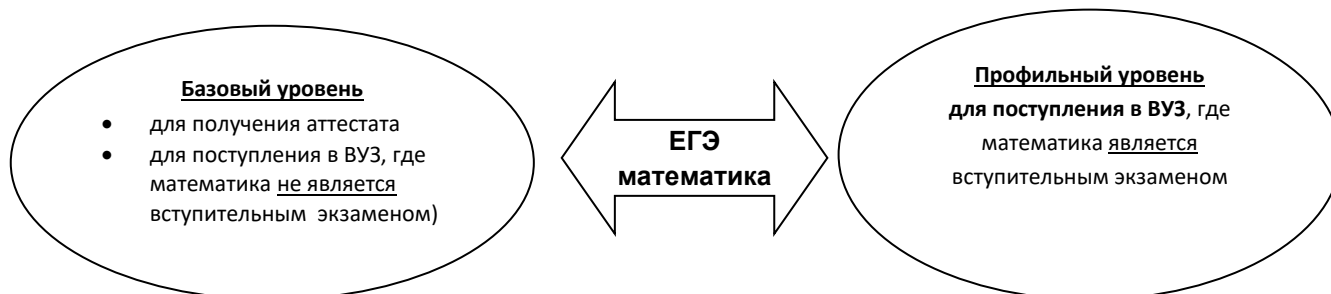 Базовый уровень
• для получения аттестата
• для поступления в ВУЗ, где
математика не является
вступительным экзаменом)
ЕГЭ
математика
Профильный уровень
для поступления в ВУЗ, где
математика является
вступительным экзаменом